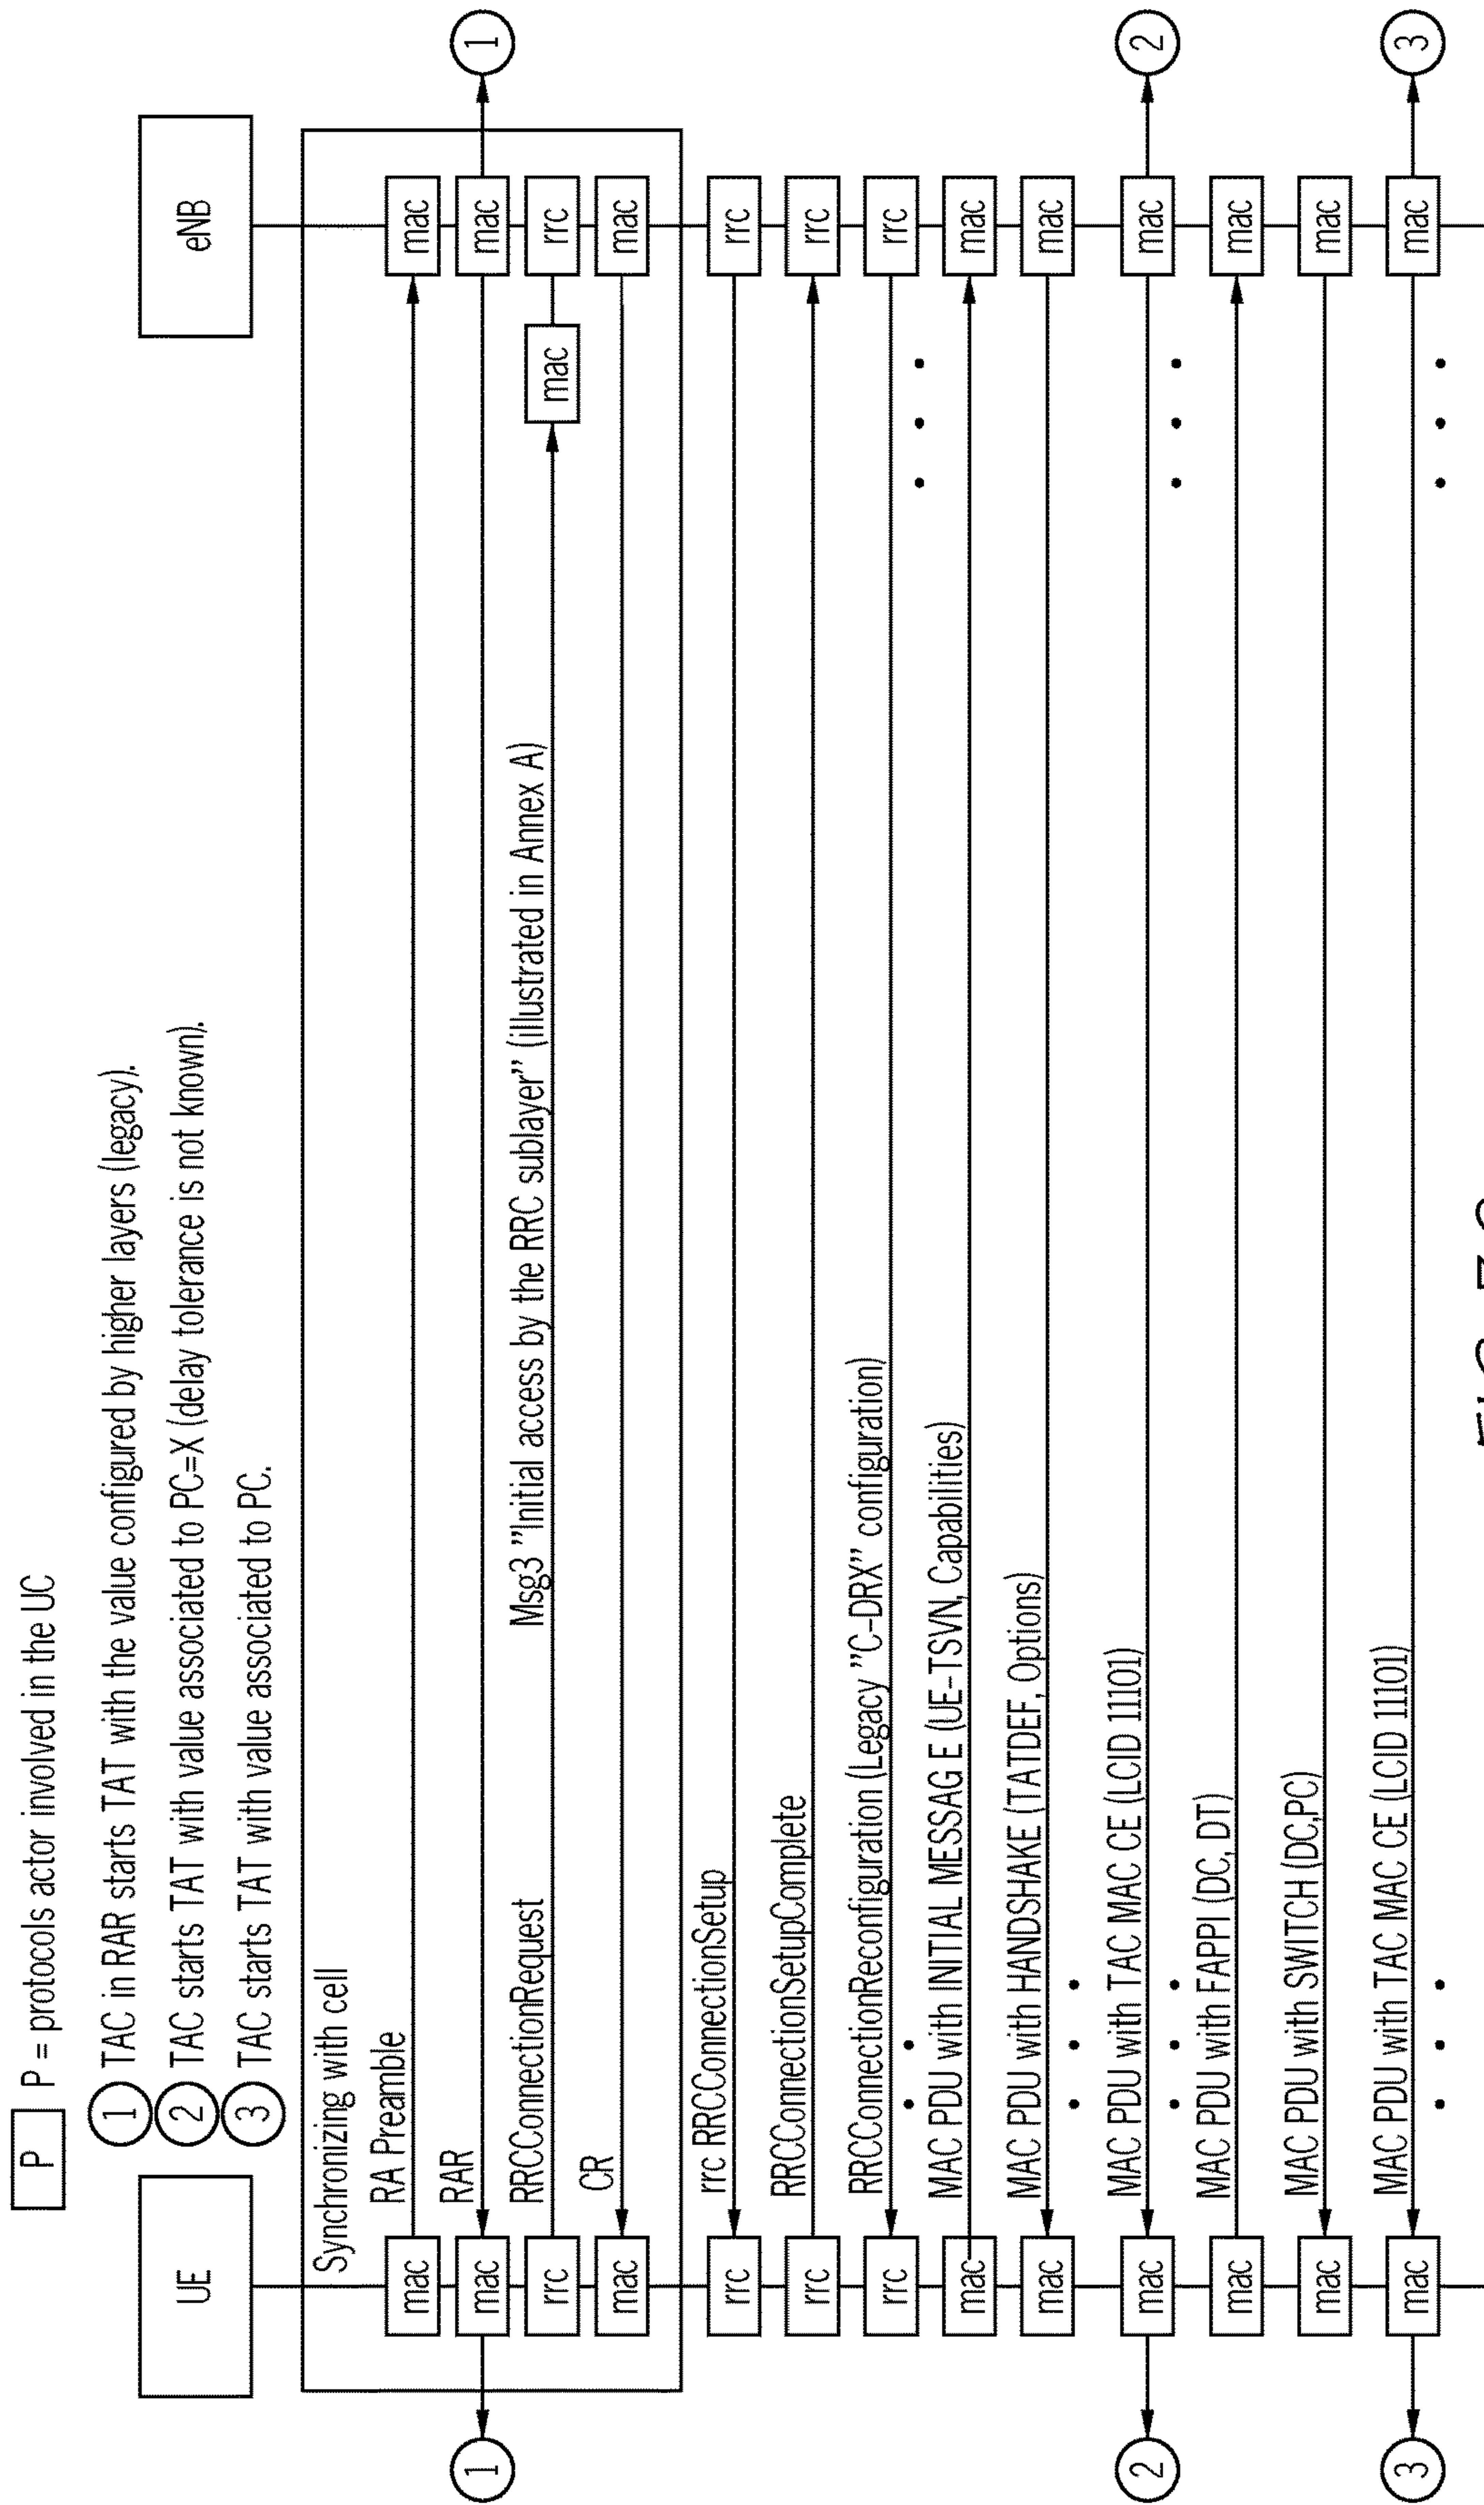 P P = protocols actor involved in the UC
1 TAC in RAR starts TAT with the value configured by higher layers (legacy).
2 TAC starts TAT with value associated to PC=X (delay tolerance is not known).
3 TAC starts TAT with value associated to PC.
UE eNB
Synchronizing with cell
RA Preamble
mac mac
RAR
1 mac mac 1
RRCConnectionRequest Msg3 "Initial access by the RRC sublayer" (illustrated in Annex A)
rrc mac rrc
CR
mac mac
rrc RRCConnectionSetup
rrc rrc
RRCConnectionSetupComplete
rrc rrc
RRCConnectionReconfiguration (Legacy "C-DRX" configuration)
rrc rrc
MAC PDU with INITIAL MESSAG E (UE-TSVN, Capabilities)
mac mac
MAC PDU with HANDSHAKE (TATDEF, Options)
mac mac
MAC PDU with TAC MAC CE (LCID 11101)
2 mac mac 2
MAC PDU with FAPPI (DC, DT)
mac mac
MAC PDU with SWITCH (DC,PC)
mac mac
MAC PDU with TAC MAC CE (LCID 11101)
3 mac mac 3